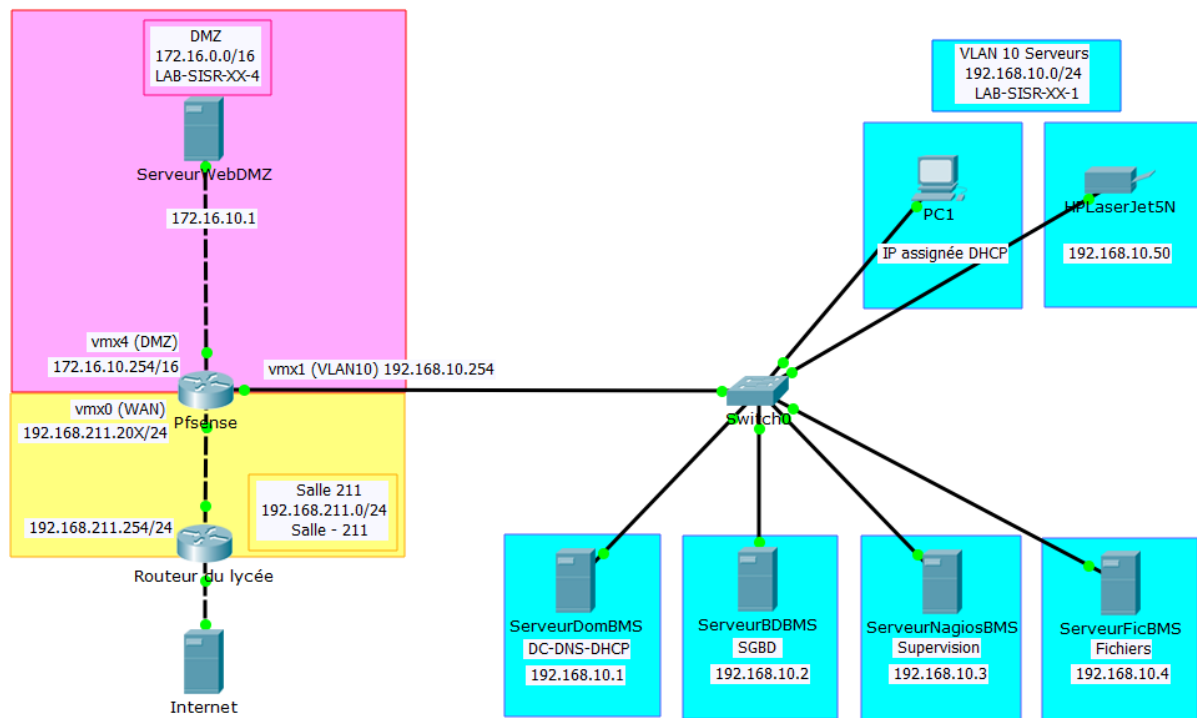 DMZ
172.16.0.0/16
LAB-SISR-XX-4
ServeurWebDMZ
172.16.10.1
vmx4 (DMZ)
172.16.10.254/16
vmx1 (VLAN10) 192.168.10.254
Pfsense
vmx0 (WAN)
192.168.211.20X/24
Salle 211
192.168.211.0/24
Salle - 211
192.168.211.254/24
Routeur du lycée
Internet
VLAN 10 Serveurs
192.168.10.0/24
LAB-SISR-XX-1
PC1
IP assignée DHCP
HPLaserJet5N
192.168.10.50
Switch0
ServeurDomBMS
DC-DNS-DHCP
192.168.10.1
ServeurBDBMS
SGBD
192.168.10.2
ServeurNagiosBMS
Supervision
192.168.10.3
ServeurFicBMS
Fichiers
192.168.10.4